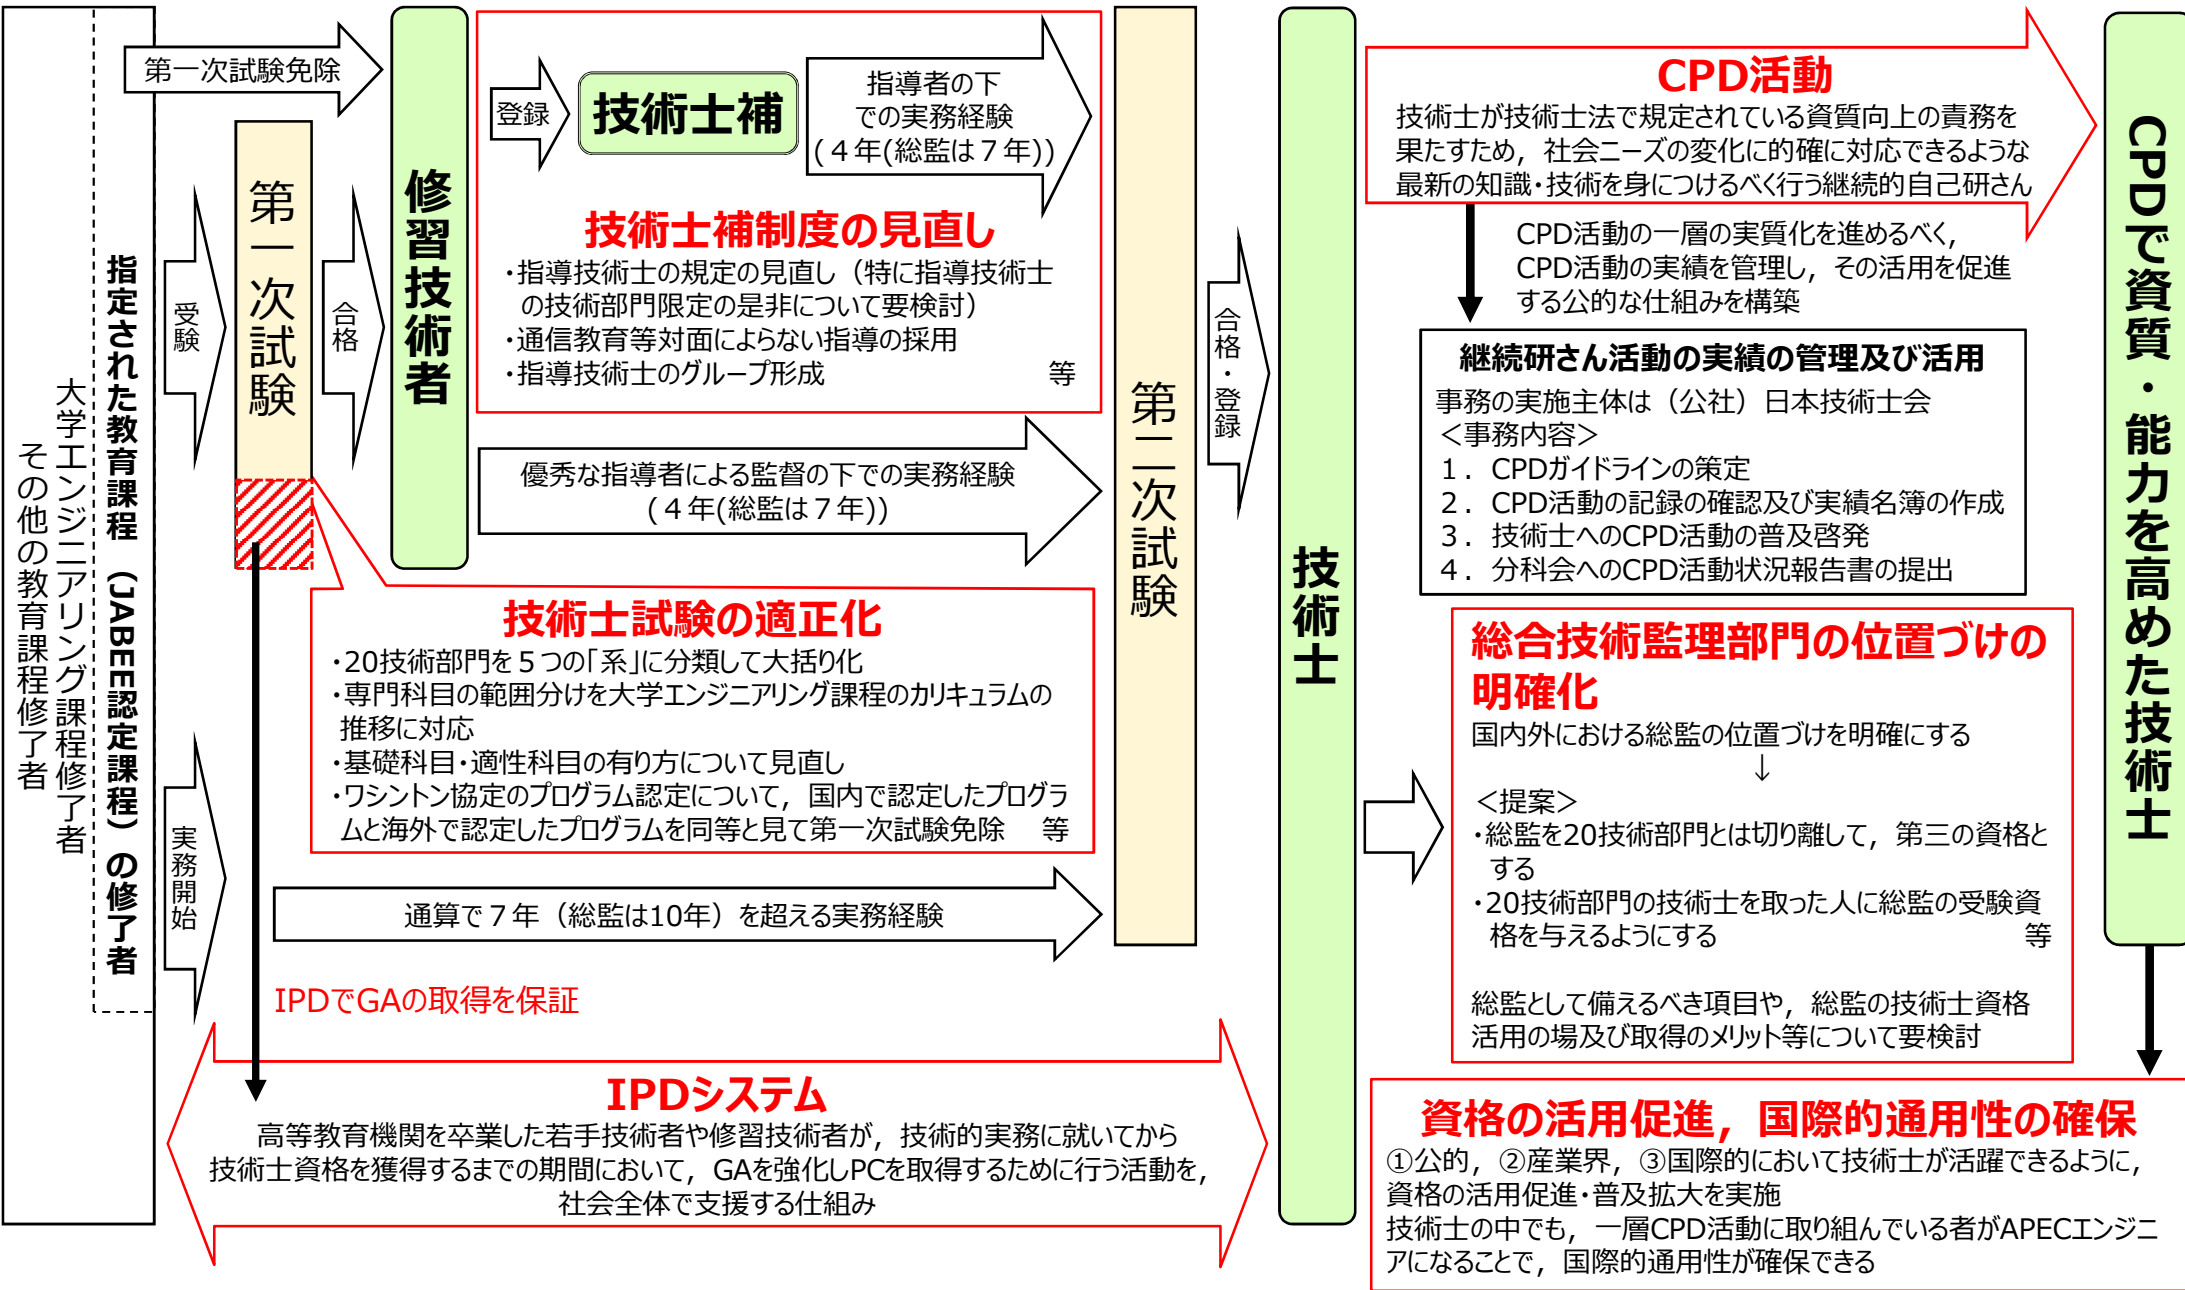 その他の教育課程修了者
大学エンジニアリング課程修了者
指定された教育課程（JABEE認定課程）の修了者
第一次試験免除
受験
第一次試験
合格
実務開始
修習技術者
登録
技術士補
指導者の下
での実務経験
(４年(総監は７年))
技術士補制度の見直し
・指導技術士の規定の見直し（特に指導技術士
の技術部門限定の是非について要検討）
・通信教育等対面によらない指導の採用
・指導技術士のグループ形成　等
優秀な指導者による監督の下での実務経験
(４年(総監は７年))
技術士試験の適正化
・20技術部門を５つの「系」に分類して大括り化
・専門科目の範囲分けを大学エンジニアリング課程のカリキュラムの
推移に対応
・基礎科目・適性科目の有り方について見直し
・ワシントン協定のプログラム認定について，国内で認定したプログラ
ムと海外で認定したプログラムを同等と見て第一次試験免除　等
通算で７年（総監は10年）を超える実務経験
IPDでGAの取得を保証
IPDシステム
高等教育機関を卒業した若手技術者や修習技術者が，技術的実務に就いてから
技術士資格を獲得するまでの期間において，GAを強化しPCを取得するために行う活動を，
社会全体で支援する仕組み
第二次試験
合格・登録
技術士
CPD活動
技術士が技術士法で規定されている資質向上の責務を
果たすため，社会ニーズの変化に的確に対応できるような
最新の知識・技術を身につけるべく行う継続的自己研さん
CPD活動の一層の実質化を進めるべく，
CPD活動の実績を管理し，その活用を促進
する公的な仕組みを構築
継続研さん活動の実績の管理及び活用
事務の実施主体は（公社）日本技術士会
＜事務内容＞
１．CPDガイドラインの策定
２．CPD活動の記録の確認及び実績名簿の作成
３．技術士へのCPD活動の普及啓発
４．分科会へのCPD活動状況報告書の提出
総合技術監理部門の位置づけの
明確化
国内外における総監の位置づけを明確にする
↓
＜提案＞
・総監を20技術部門とは切り離して，第三の資格と
する
・20技術部門の技術士を取った人に総監の受験資
格を与えるようにする　等
総監として備えるべき項目や，総監の技術士資格
活用の場及び取得のメリット等について要検討
CPDで資質・能力を高めた技術士
資格の活用促進，国際的通用性の確保
①公的，②産業界，③国際的において技術士が活躍できるように，
資格の活用促進・普及拡大を実施
技術士の中でも，一層CPD活動に取り組んでいる者がAPECエンジニ
アになることで，国際的通用性が確保できる